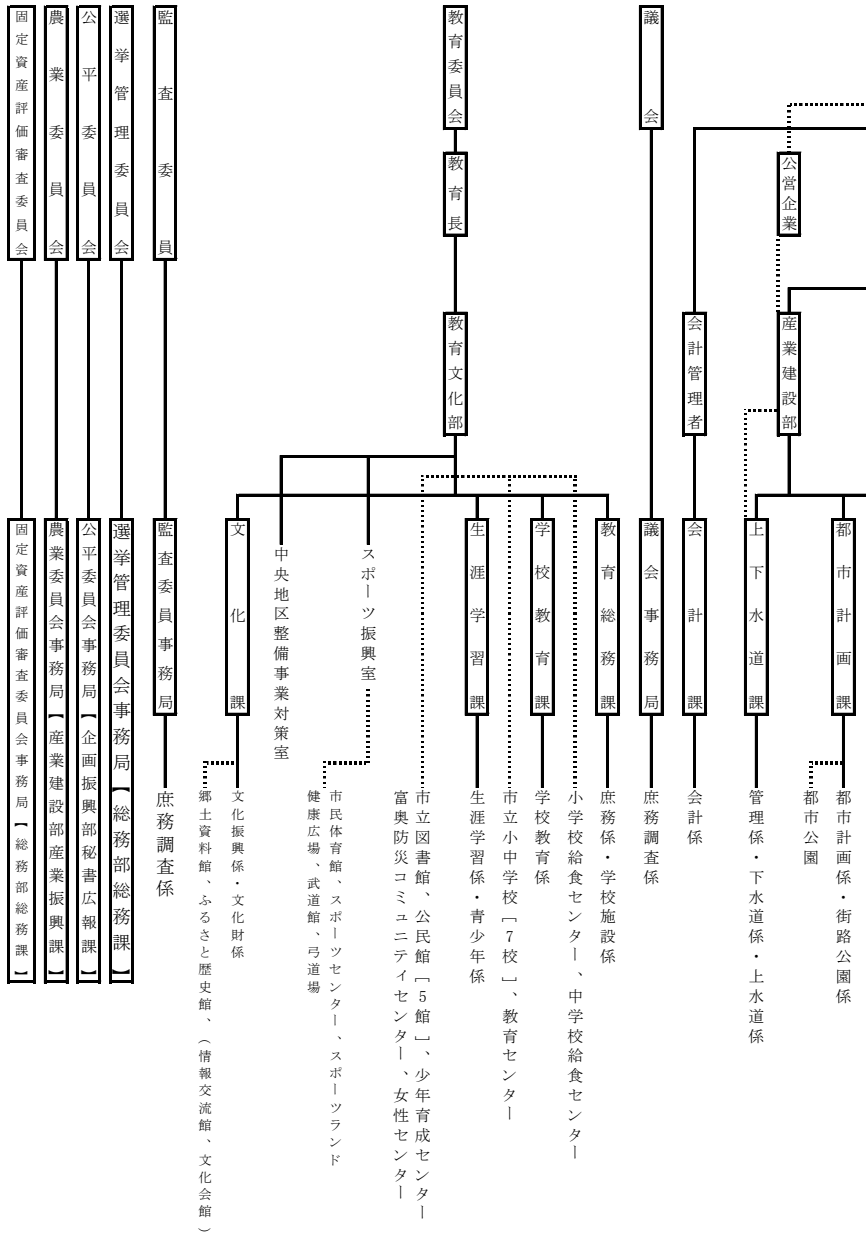 公営企業
産業建設部
都市計画課
都市計画係・街路公園係
都市公園
上下水道課
管理係・下水道係・上水道係
会計管理者
会計課
会計係
議会
議会事務局
庶務調査係
教育委員会
教育長
教育文化部
教育総務課
庶務係・学校施設係
小学校給食センター、中学校給食センター
学校教育課
学校教育係
市立小中学校[7校]、教育センター
生涯学習課
生涯学習係・青少年係
市立図書館、公民館[5館]、少年育成センター
富奥防災コミュニティセンター、女性センター
スポーツ振興室
市民体育館、スポーツセンター、スポーツランド
健康広場、武道館、弓道場
中央地区整備事業対策室
文化課
文化振興係・文化財係
郷土資料館、ふるさと歴史館、(情報交流館、文化会館)
監査委員
監査委員事務局
庶務調査係
選挙管理委員会
選挙管理委員会事務局【総務部総務課】
公平委員会
公平委員会事務局【企画振興部秘書広報課】
農業委員会
農業委員会事務局【産業建設部産業振興課】
固定資産評価審査委員会
固定資産評価審査委員会事務局【総務部総務課】